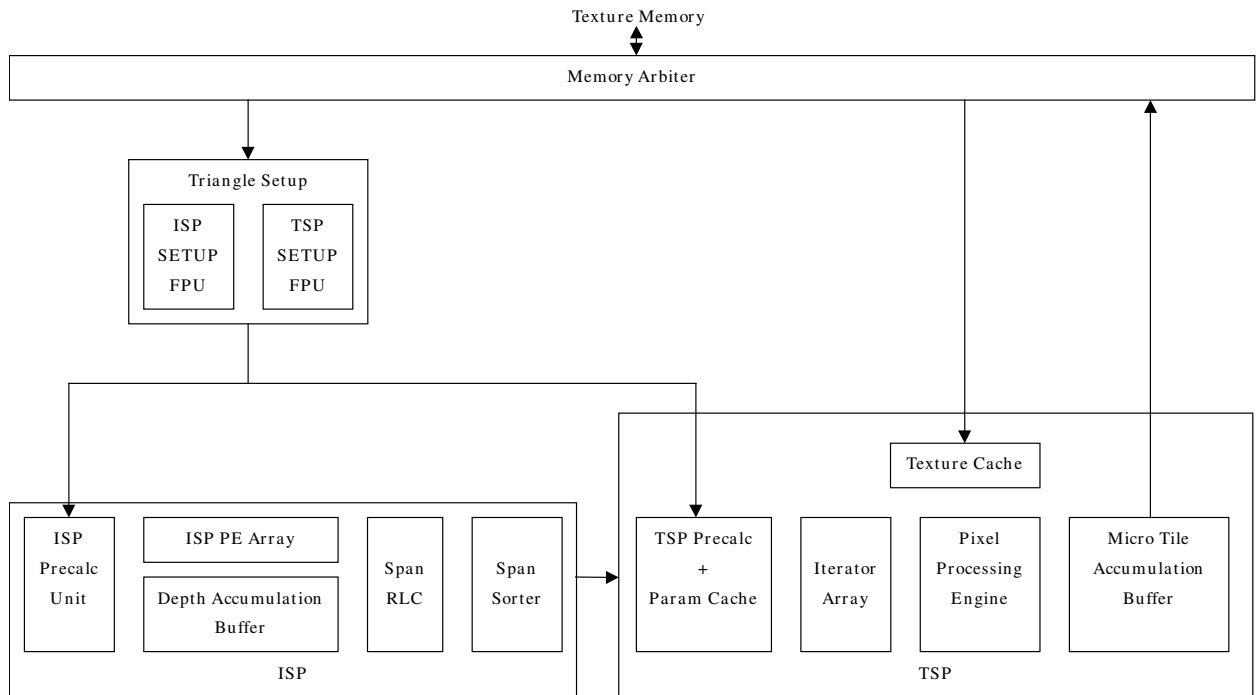 Texture Memory
Memory Arbiter
Triangle Setup
ISP
SETUP
FPU
TSP
SETUP
FPU
Texture Cache
ISP
Precalc
Unit
ISP PE Array
Depth Accumulation
Buffer
Span
RLC
Span
Sorter
ISP
TSP Precalc
+
Param Cache
Iterator
Array
Pixel
Processing
Engine
Micro Tile
Accumulation
Buffer
TSP